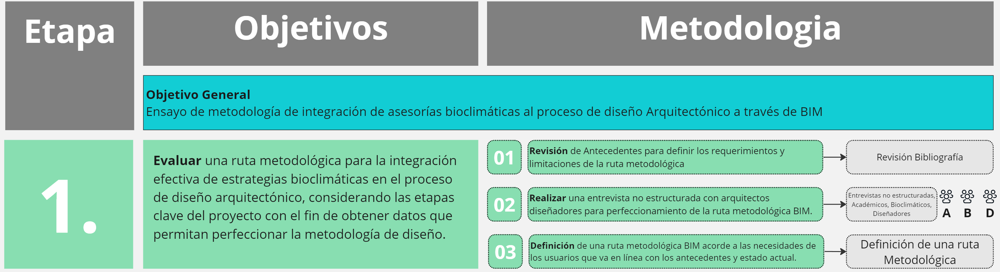 Etapa
Objetivos
Metodologia
Objetivo General
Ensayo de metodología de integración de asesorías bioclimáticas al proceso de diseño Arquitectónico a través de BIM
1.
Evaluar una ruta metodológica para la integración
efectiva de estrategias bioclimáticas en el proceso
de diseño arquitectónico, considerando las etapas
clave del proyecto con el fin de obtener datos que
permitan perfeccionar la metodología de diseño.
01
Revisión de Antecedentes para definir los requerimientos y
limitaciones de la ruta metodológica
Revisión Bibliografía
02
Realizar una entrevista no estructurada con arquitectos
diseñadores para perfeccionamiento de la ruta metodológica BIM.
Entrevistas no estructuradas,
Académicos, Bioclimáticos,
Diseñadores
A B D
03
Definición de una ruta metodológica BIM acorde a las necesidades de
los usuarios que va en línea con los antecedentes y estado actual.
Definición de una ruta
Metodológica